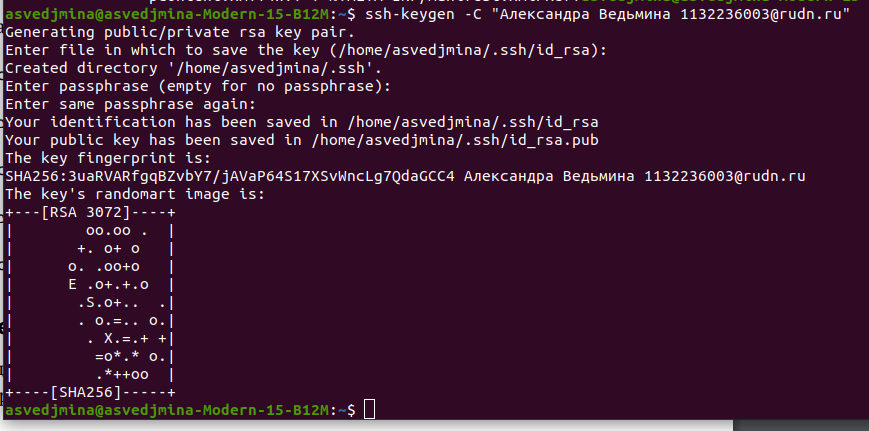 asvedjmina@asvedjmina-Modern-15-B12M:~$ ssh-keygen -C "Александра Ведьмина 1132236003@rudn.ru"
Generating public/private rsa key pair.
Enter file in which to save the key (/home/asvedjmina/.ssh/id_rsa):
Created directory '/home/asvedjmina/.ssh'.
Enter passphrase (empty for no passphrase):
Enter same passphrase again:
Your identification has been saved in /home/asvedjmina/.ssh/id_rsa
Your public key has been saved in /home/asvedjmina/.ssh/id_rsa.pub
The key fingerprint is:
SHA256:3uaRVARfgqBZvbY7/jAVaP64S17XSvWncLg7QdaGCC4 Александра Ведьмина 1132236003@rudn.ru
The key's randomart image is:
+---[RSA 3072]----+
|        oo.oo .  |
|       +. o+ o   |
|      o. .oo+o   |
|      E .o+.+.o  |
|       .S.o+..  .|
|       . o.=.. o.|
|        . X.=.+ +|
|         =o*.* o.|
|         .*++oo  |
+----[SHA256]-----+
asvedjmina@asvedjmina-Modern-15-B12M:~$